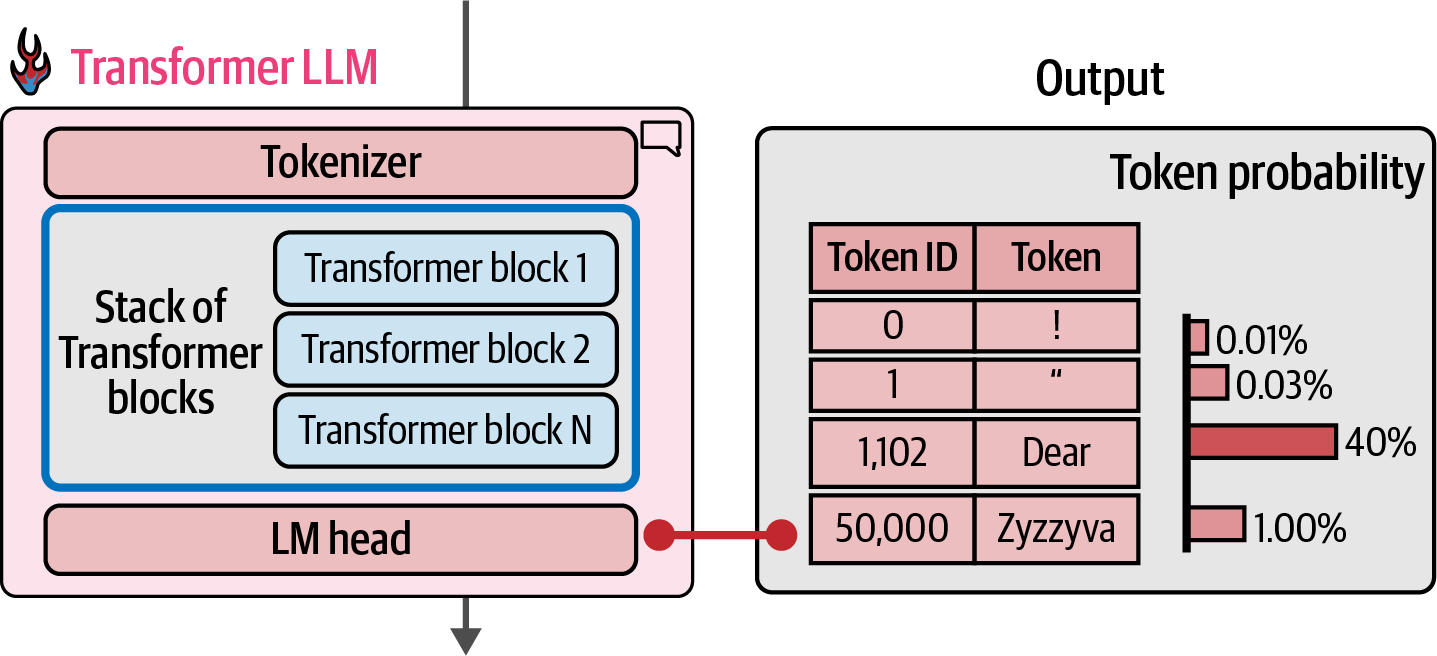 Transformer LLM
Tokenizer
Stack of
Transformer
blocks
Transformer block 1
Transformer block 2
Transformer block N
LM head
Output
Token probability
Token ID Token
0 ! 0.01%
1 “ 0.03%
1,102 Dear 40%
50,000 Zyzzyva 1.00%